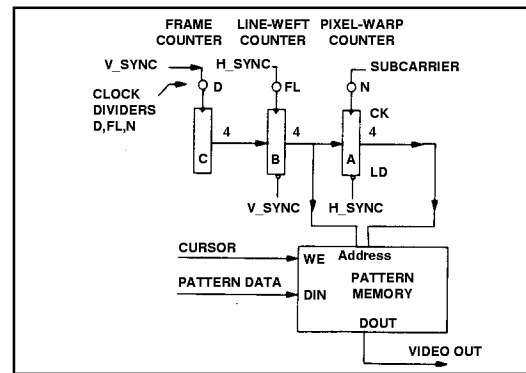 FRAME COUNTER
LINE-WEFT COUNTER
PIXEL-WARP COUNTER
V_SYNC
H_SYNC
SUBCARRIER
D
FL
N
CLOCK DIVIDERS D,FL,N
CK
4
4
4
C
B
A
LD
V_SYNC
H_SYNC
CURSOR
WE
Address
PATTERN DATA
DIN
PATTERN MEMORY
DOUT
VIDEO OUT